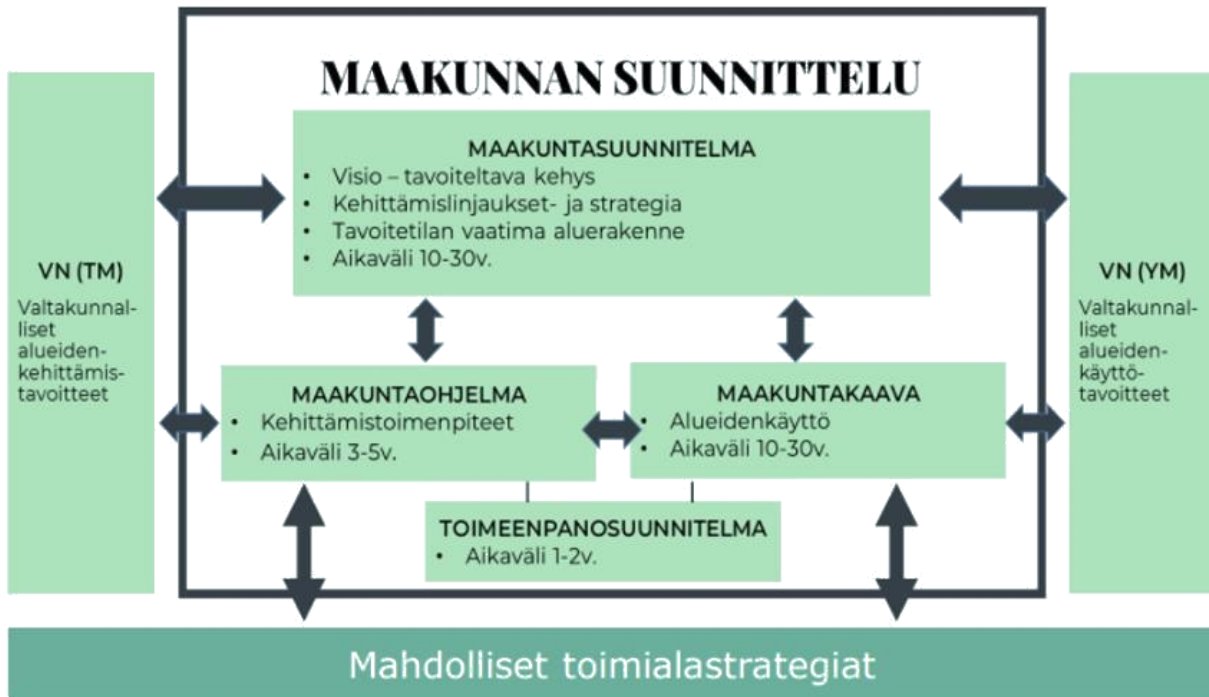 MAAKUNNAN SUUNNITTELU
MAAKUNTASUUNNITELMA
• Visio – tavoiteltava kehys
• Kehittämislinjaukset- ja strategia
• Tavoitetilan vaatima aluerakenne
• Aikaväli 10-30v.
VN (TM)
Valtakunnal-
liset
alueiden-
kehittämis-
tavoitteet
VN (YM)
Valtakunnal-
liset
alueiden-
käyttö-
tavoitteet
MAAKUNTAOHJELMA
• Kehittämistoimenpiteet
• Aikaväli 3-5v.
MAAKUNTAKAAVA
• Alueidenkäyttö
• Aikaväli 10-30v.
TOIMEENPANOSUUNNITELMA
• Aikaväli 1-2v.
Mahdolliset toimialastrategiat